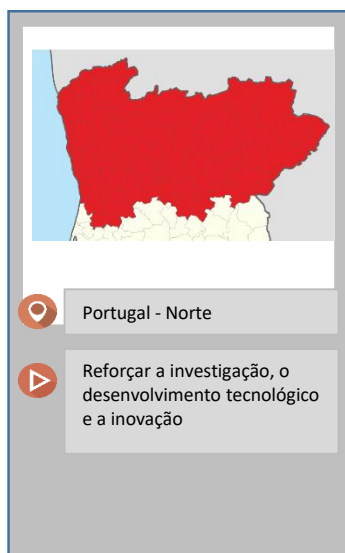 Portugal - Norte
Reforçar a investigação, o
desenvolvimento tecnológico
e a inovação